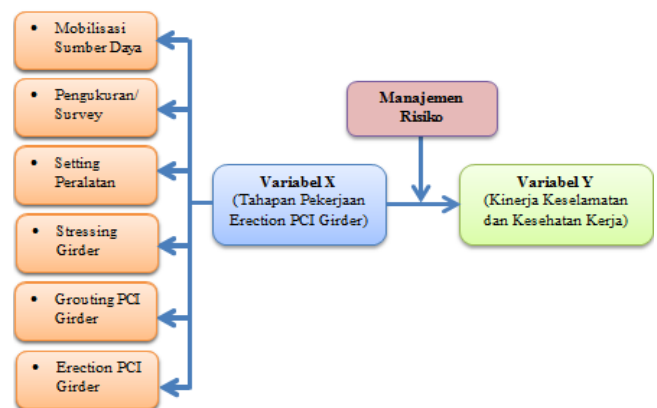 • Mobilisasi
Sumber Daya
• Pengukuran/
Survey
• Setting
Peralatan
• Stressing
Girder
• Grouting PCI
Girder
• Erection PCI
Girder
Variabel X
(Tahapan Pekerjaan
Erection PCI Girder)
Manajemen
Risiko
Variabel Y
(Kinerja Keselamatan
dan Kesehatan Kerja)